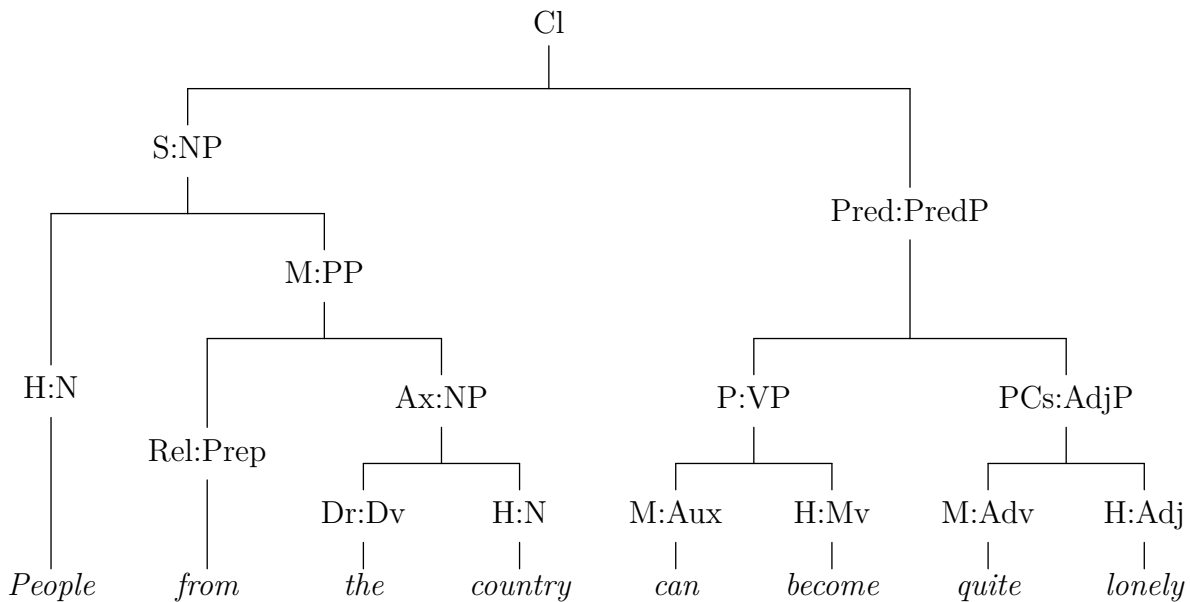 Cl
S:NP
Pred:PredP
M:PP
H:N Ax:NP P:VP PCs:AdjP
Rel:Prep
Dr:Dv H:N M:Aux H:Mv M:Adv H:Adj
People from the country can become quite lonely